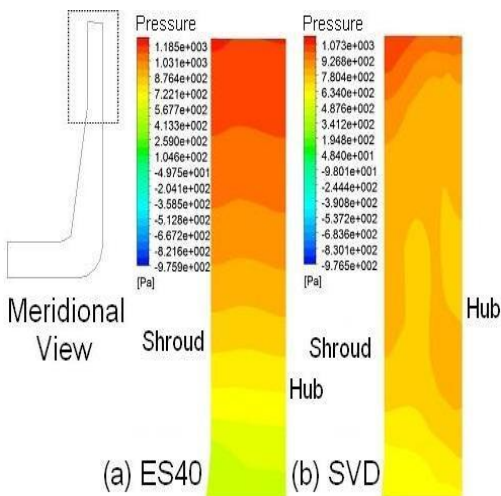 Pressure
1.185e+003
1.031e+003
8.764e+002
7.221e+002
5.677e+002
4.133e+002
2.590e+002
1.046e+002
-4.975e+001
-2.041e+002
-3.585e+002
-5.128e+002
-6.672e+002
-8.216e+002
-9.759e+002
[Pa]
Pressure
1.073e+003
9.268e+002
7.804e+002
6.340e+002
4.876e+002
3.412e+002
1.948e+002
4.840e+001
-9.801e+001
-2.444e+002
-3.908e+002
-5.372e+002
-6.836e+002
-8.301e+002
-9.765e+002
[Pa]
Meridional
View
Shroud
Hub
Shroud
Hub
(a) ES40
(b) SVD